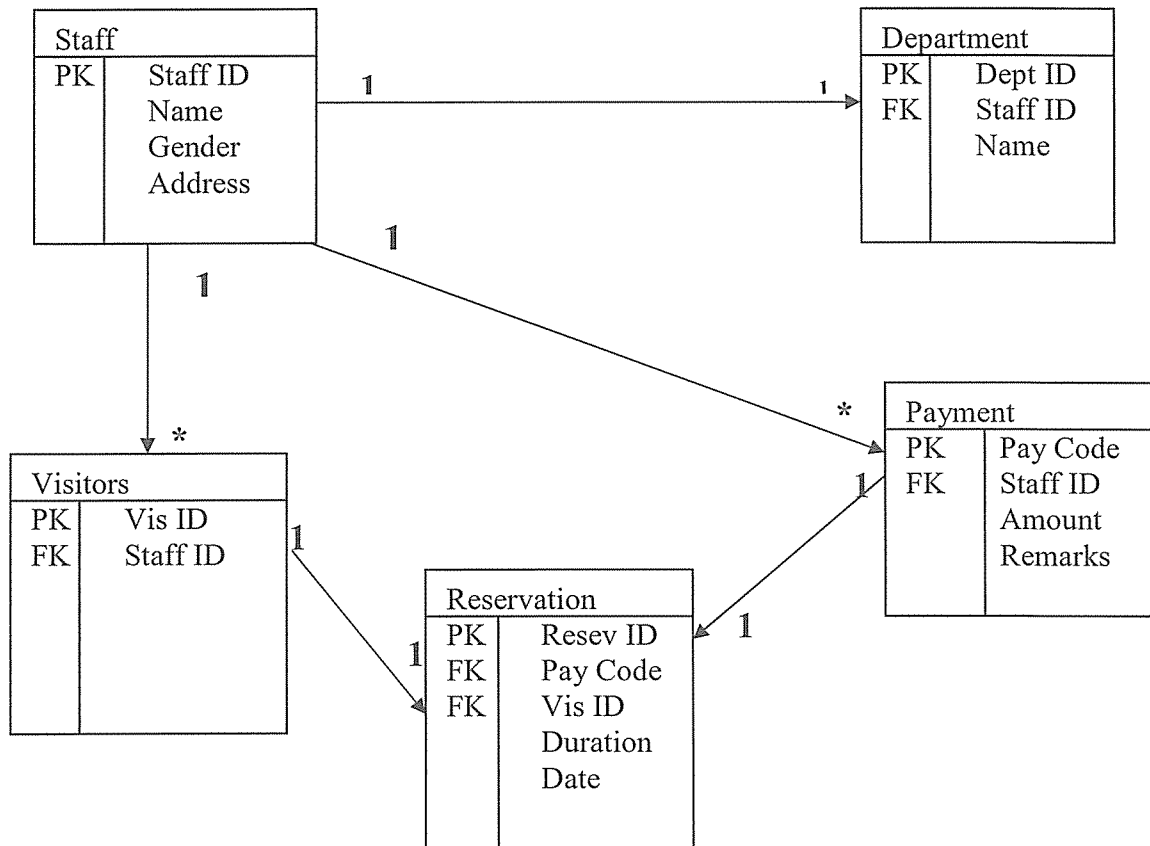 Staff
PK Staff ID
Name
Gender
Address
1
1
Department
PK Dept ID
FK Staff ID
Name
1
1
*
*
Payment
PK Pay Code
FK Staff ID
Amount
Remarks
1
1
Visitors
PK Vis ID
FK Staff ID
1
1
Reservation
PK Resev ID
FK Pay Code
FK Vis ID
Duration
Date